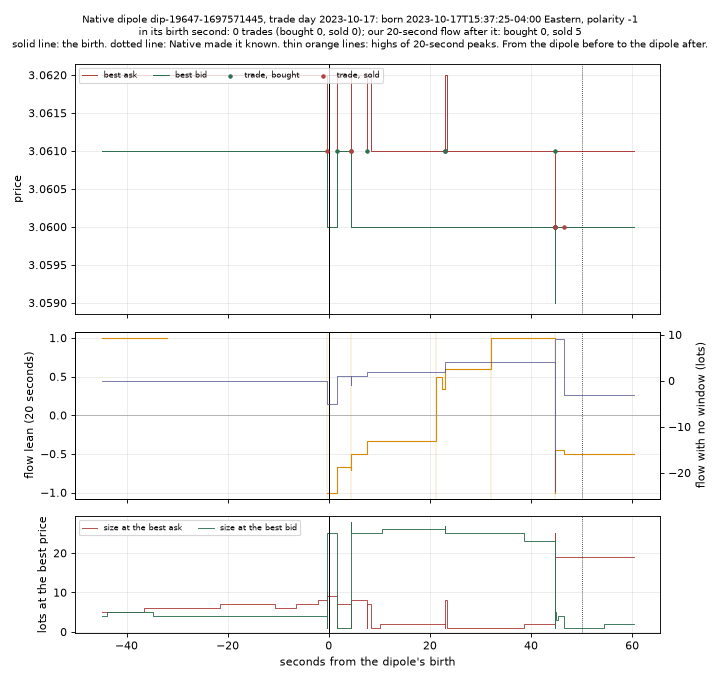 Native dipole dip-19647-1697571445, trade day 2023-10-17: born 2023-10-17T15:37:25-04:00 Eastern, polarity -1
in its birth second: 0 trades (bought 0, sold 0); our 20-second flow after it: bought 0, sold 5
solid line: the birth. dotted line: Native made it known. thin orange lines: highs of 20-second peaks. From the dipole before to the dipole after.
best ask best bid trade, bought trade, sold
3.0620
3.0615
3.0610
3.0605
3.0600
3.0595
3.0590
price
1.0
0.5
0.0
−0.5
−1.0
flow lean (20 seconds)
10
0
−10
−20
flow with no window (lots)
size at the best ask size at the best bid
20
10
0
lots at the best price
−40 −20 0 20 40 60
seconds from the dipole's birth